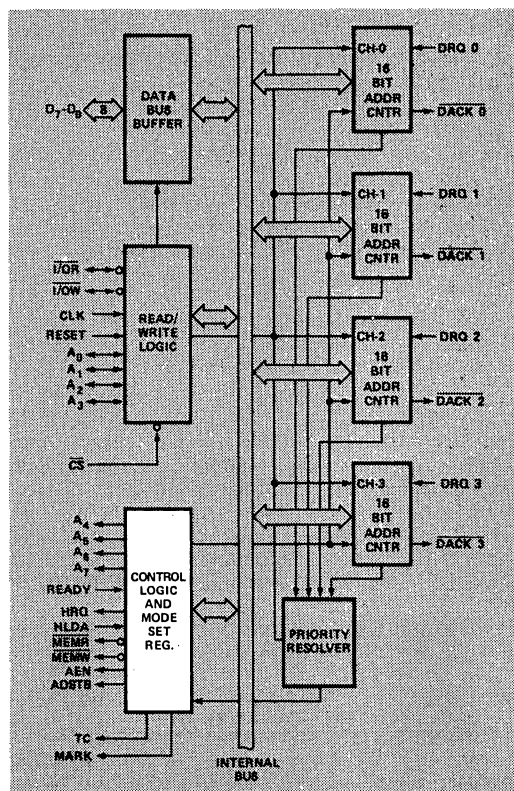 D7-D0
8
DATA
BUS
BUFFER
I/OR
I/OW
CLK
RESET
A0
A1
A2
A3
READ/
WRITE
LOGIC
CS
A4
A5
A6
A7
READY
HRQ
HLDA
MEMR
MEMW
AEN
ADSTB
TC
MARK
CONTROL
LOGIC
AND
MODE
SET
REG.
INTERNAL
BUS
CH-0
16
BIT
ADDR
CNTR
DRQ 0
DACK 0
CH-1
16
BIT
ADDR
CNTR
DRQ 1
DACK 1
CH-2
16
BIT
ADDR
CNTR
DRQ 2
DACK 2
CH-3
16
BIT
ADDR
CNTR
DRQ 3
DACK 3
PRIORITY
RESOLVER